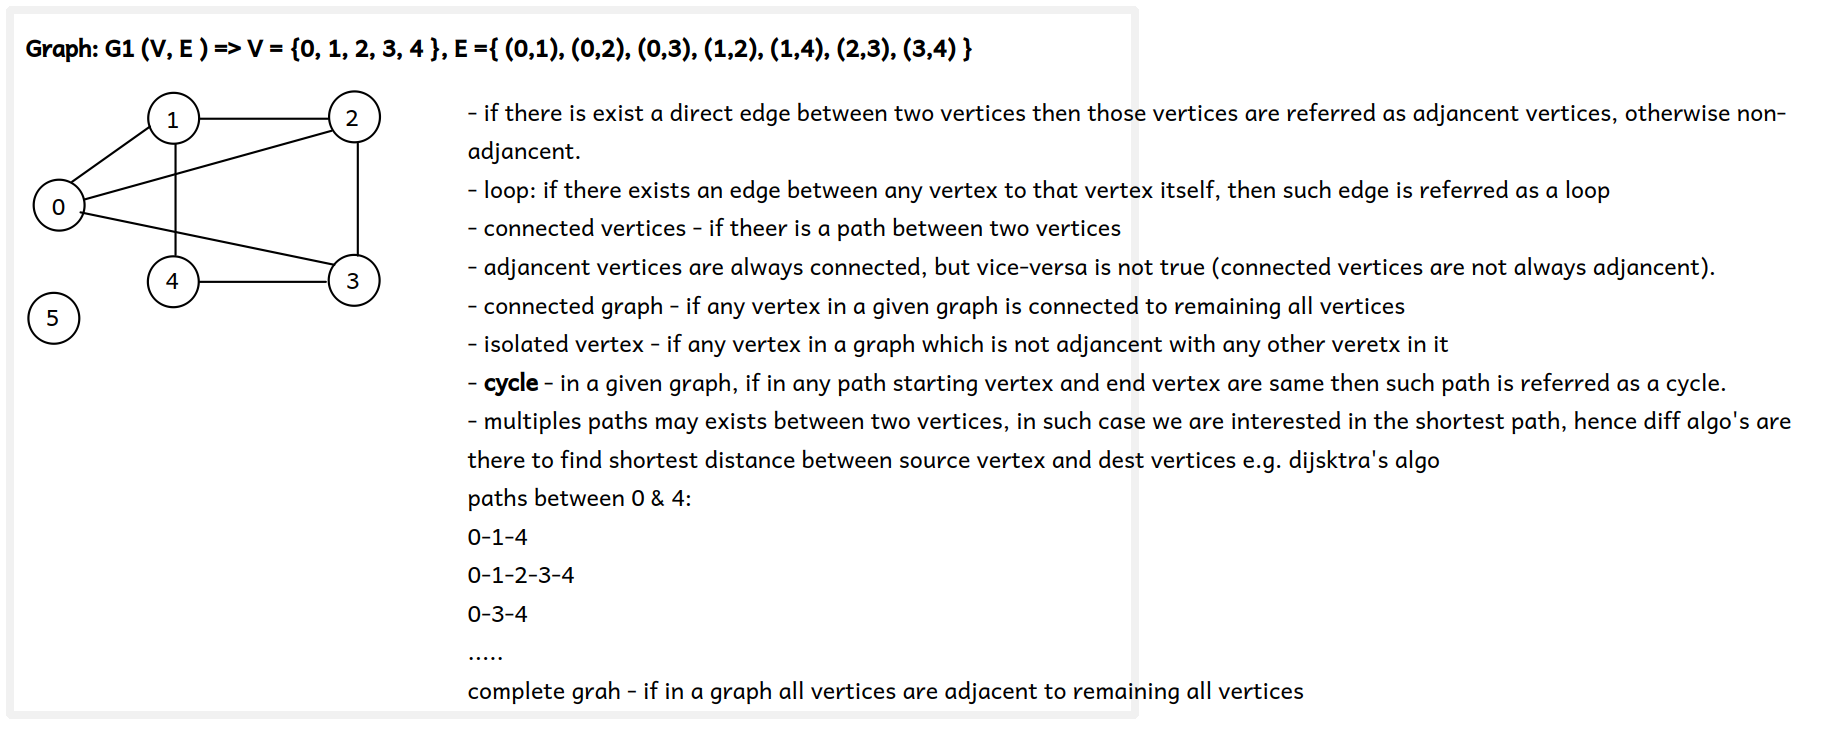 Graph: G1 (V, E ) => V = {0, 1, 2, 3, 4 }, E ={ (0,1), (0,2), (0,3), (1,2), (1,4), (2,3), (3,4) }
1
2
0
4
3
5
- if there is exist a direct edge between two vertices then those vertices are referred as adjancent vertices, otherwise non-
adjancent.
- loop: if there exists an edge between any vertex to that vertex itself, then such edge is referred as a loop
- connected vertices - if theer is a path between two vertices
- adjancent vertices are always connected, but vice-versa is not true (connected vertices are not always adjancent).
- connected graph - if any vertex in a given graph is connected to remaining all vertices
- isolated vertex - if any vertex in a graph which is not adjancent with any other veretx in it
- cycle - in a given graph, if in any path starting vertex and end vertex are same then such path is referred as a cycle.
- multiples paths may exists between two vertices, in such case we are interested in the shortest path, hence diff algo's are
there to find shortest distance between source vertex and dest vertices e.g. dijsktra's algo
paths between 0 & 4:
0-1-4
0-1-2-3-4
0-3-4
.....
complete grah - if in a graph all vertices are adjacent to remaining all vertices